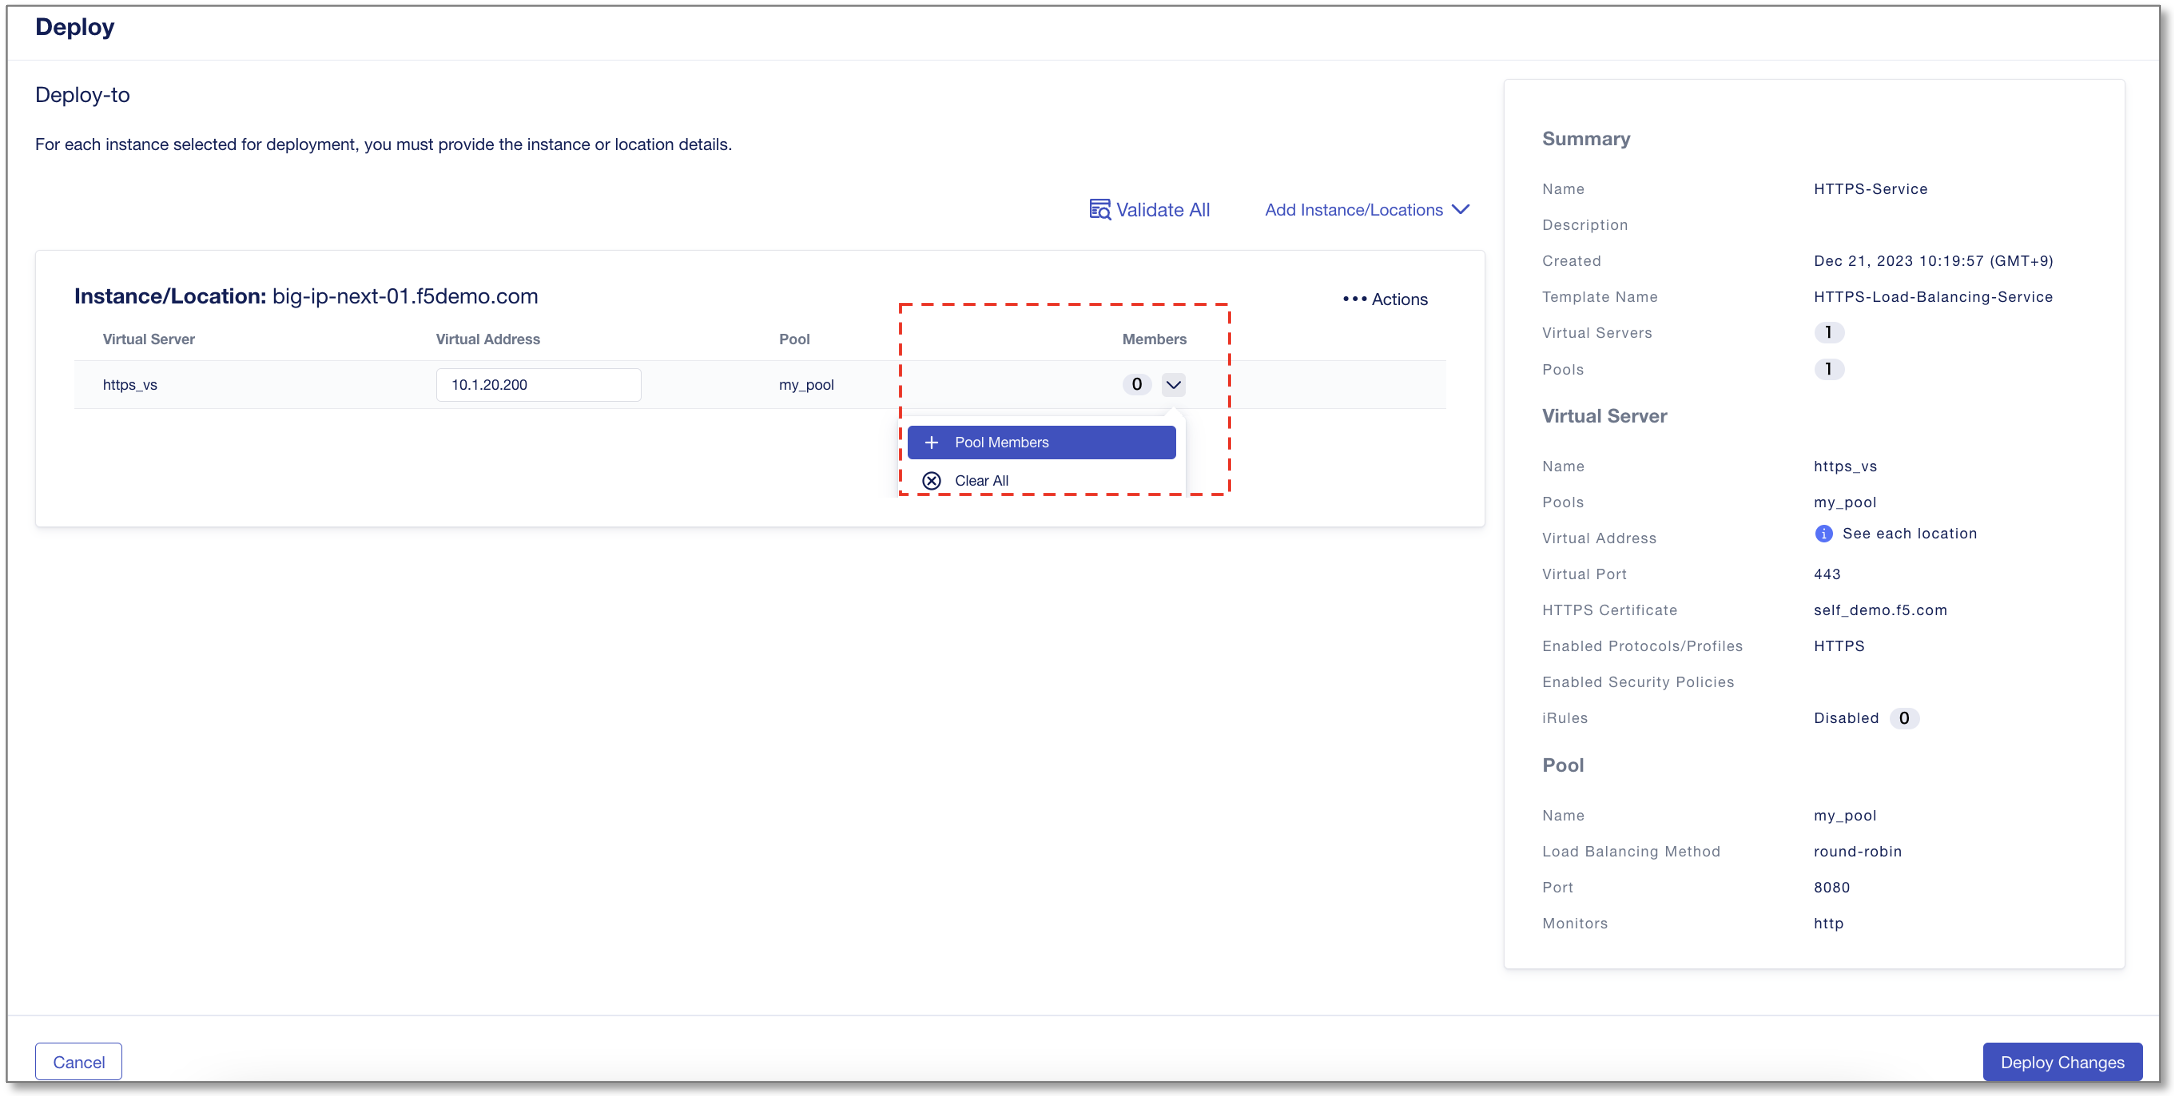 Deploy
Deploy-to
For each instance selected for deployment, you must provide the instance or location details.
Validate All
Add Instance/Locations
Instance/Location: big-ip-next-01.f5demo.com
••• Actions
Virtual Server Virtual Address Pool Members
https_vs 10.1.20.200 my_pool 0
Pool Members
Clear All
Summary
Name HTTPS-Service
Description
Created Dec 21, 2023 10:19:57 (GMT+9)
Template Name HTTPS-Load-Balancing-Service
Virtual Servers 1
Pools 1
Virtual Server
Name https_vs
Pools my_pool
Virtual Address See each location
Virtual Port 443
HTTPS Certificate self_demo.f5.com
Enabled Protocols/Profiles HTTPS
Enabled Security Policies
iRules Disabled 0
Pool
Name my_pool
Load Balancing Method round-robin
Port 8080
Monitors http
Cancel
Deploy Changes